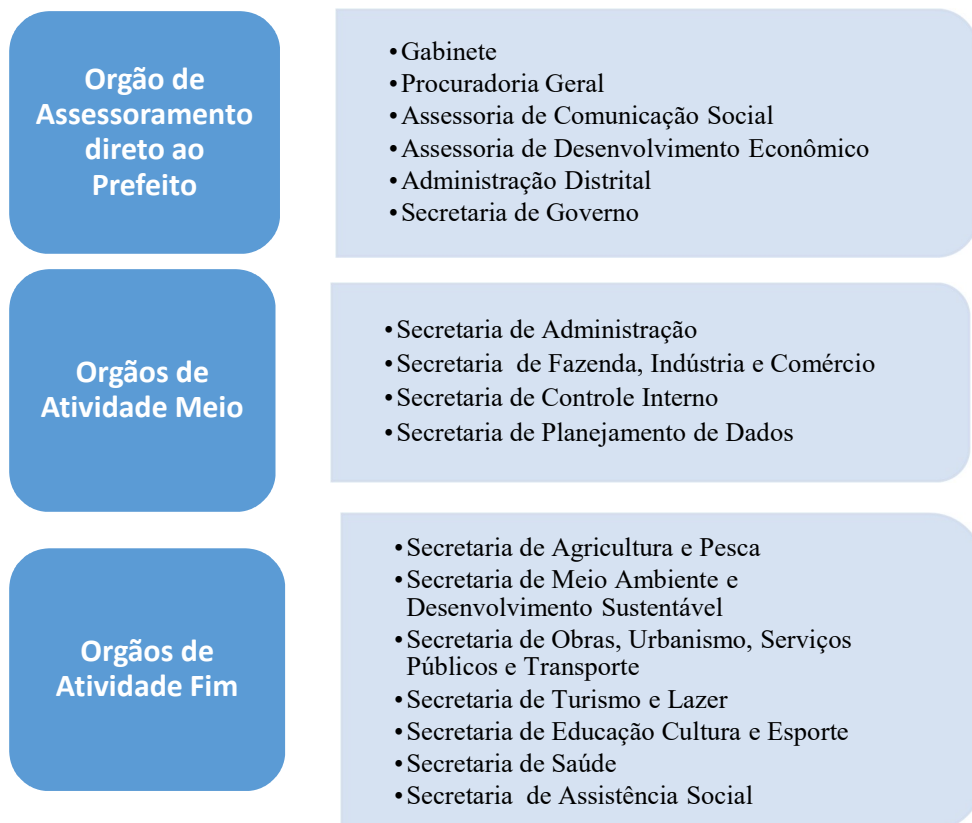 Orgão de
Assessoramento
direto ao
Prefeito
•Gabinete
•Procuradoria Geral
•Assessoria de Comunicação Social
•Assessoria de Desenvolvimento Econômico
•Administração Distrital
•Secretaria de Governo
Orgãos de
Atividade Meio
•Secretaria de Administração
•Secretaria de Fazenda, Indústria e Comércio
•Secretaria de Controle Interno
•Secretaria de Planejamento de Dados
Orgãos de
Atividade Fim
•Secretaria de Agricultura e Pesca
•Secretaria de Meio Ambiente e
Desenvolvimento Sustentável
•Secretaria de Obras, Urbanismo, Serviços
Públicos e Transporte
•Secretaria de Turismo e Lazer
•Secretaria de Educação Cultura e Esporte
•Secretaria de Saúde
•Secretaria de Assistência Social